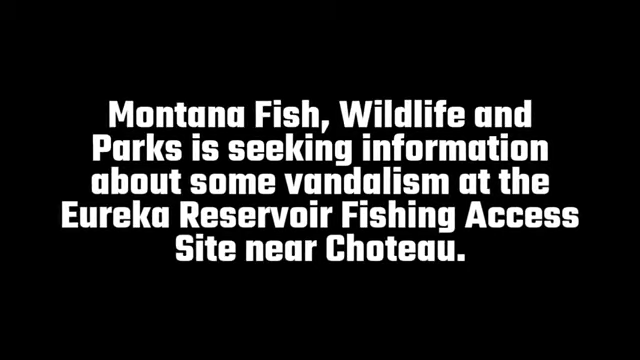 Montana Fish, Wildlife and
Parks is seeking information
about some vandalism at the
Eureka Reservoir Fishing Access
Site near Choteau.